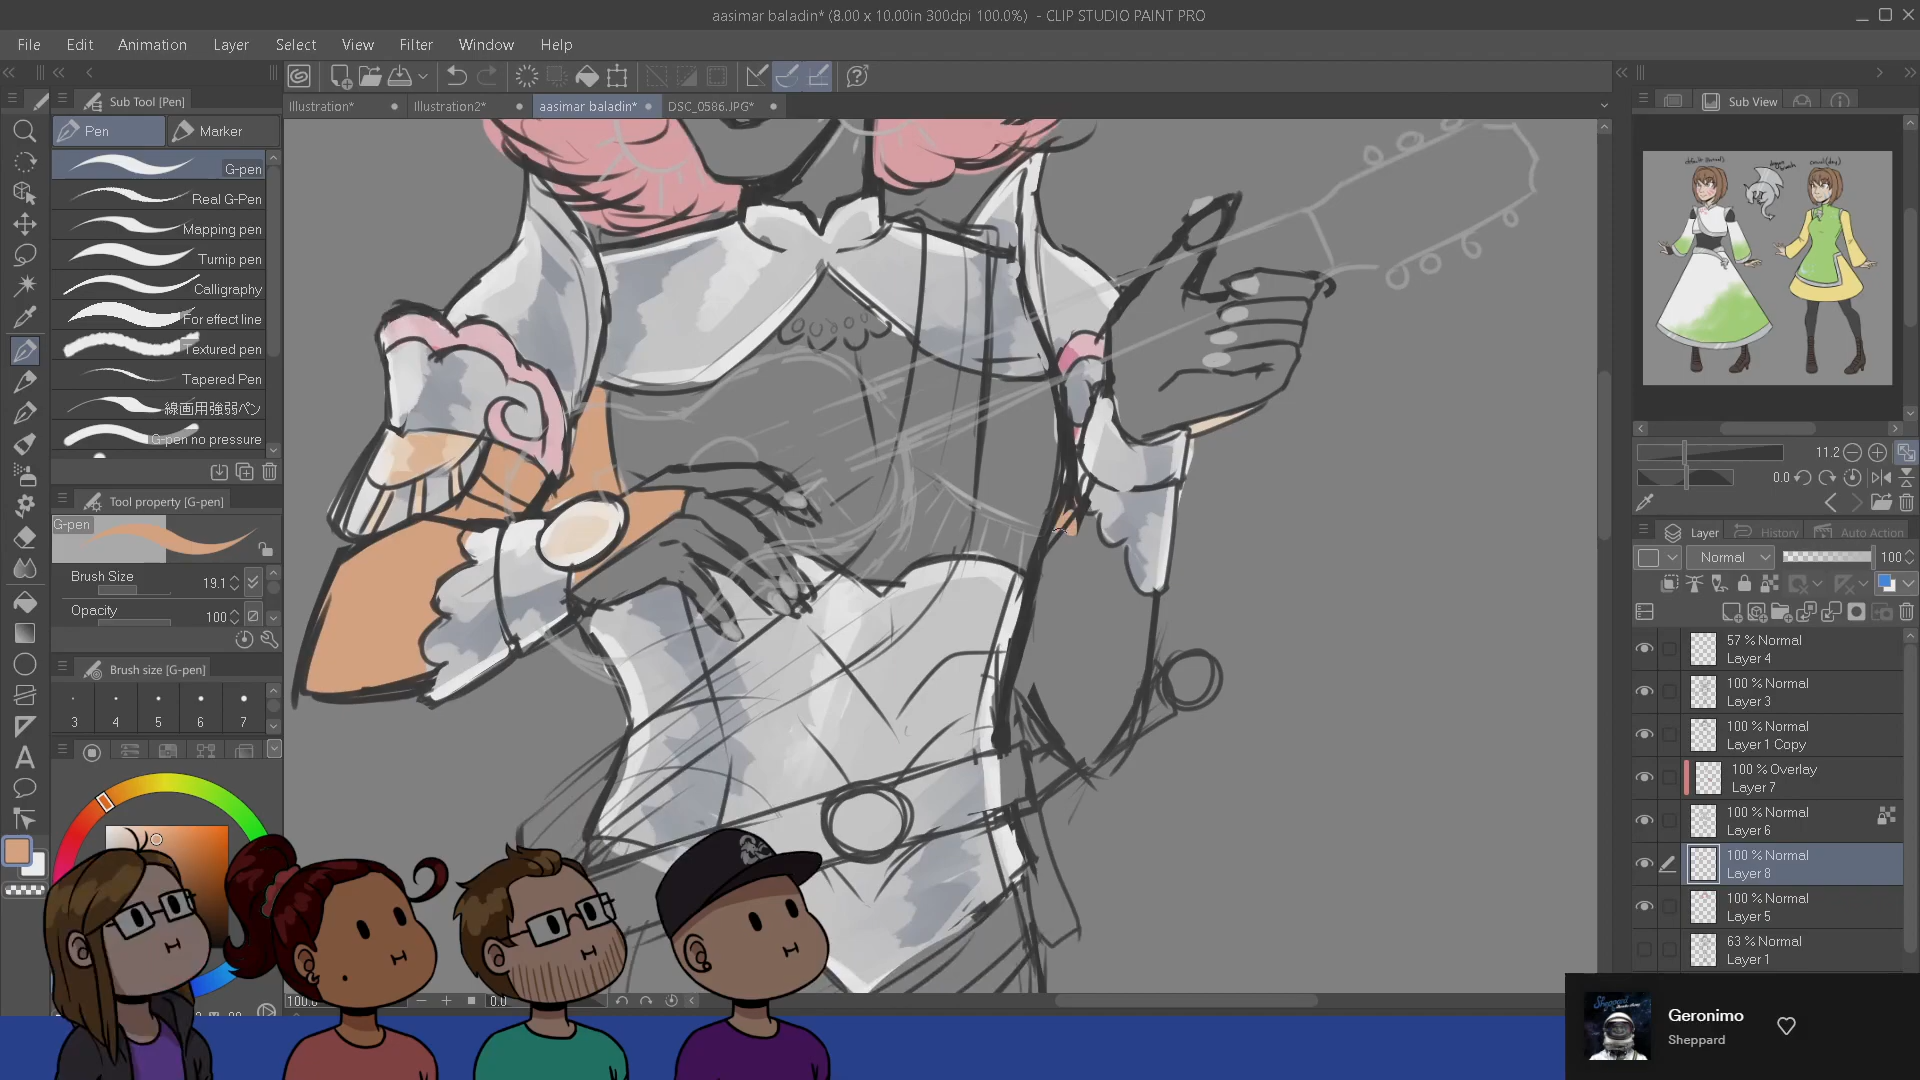 aasimar baladin* (8.00 x 10.00in 300dpi 100.0%) - CLIP STUDIO PAINT PRO
File Edit Animation Layer Select View Filter Window Help
Illustration* Illustration2* aasimar baladin* DSC_0586.JPG*
Sub Tool [Pen]
Pen Marker
G-pen
Real G-Pen
Mapping pen
Turnip pen
Calligraphy
For effect line
Textured pen
Tapered Pen
線画用強弱ペン
G-pen no pressure
Tool property [G-pen]
G-pen
Brush Size 19.1
Opacity 100
Brush size [G-pen]
3 4 5 6 7
100.0 0.0
Sub View
11.2
0.0
Layer History Auto Action
Normal 100
57 % Normal
Layer 4
100 % Normal
Layer 3
100 % Normal
Layer 1 Copy
100 % Overlay
Layer 7
100 % Normal
Layer 6
100 % Normal
Layer 8
100 % Normal
Layer 5
63 % Normal
Layer 1
Sheppard
Geronimo
Sheppard